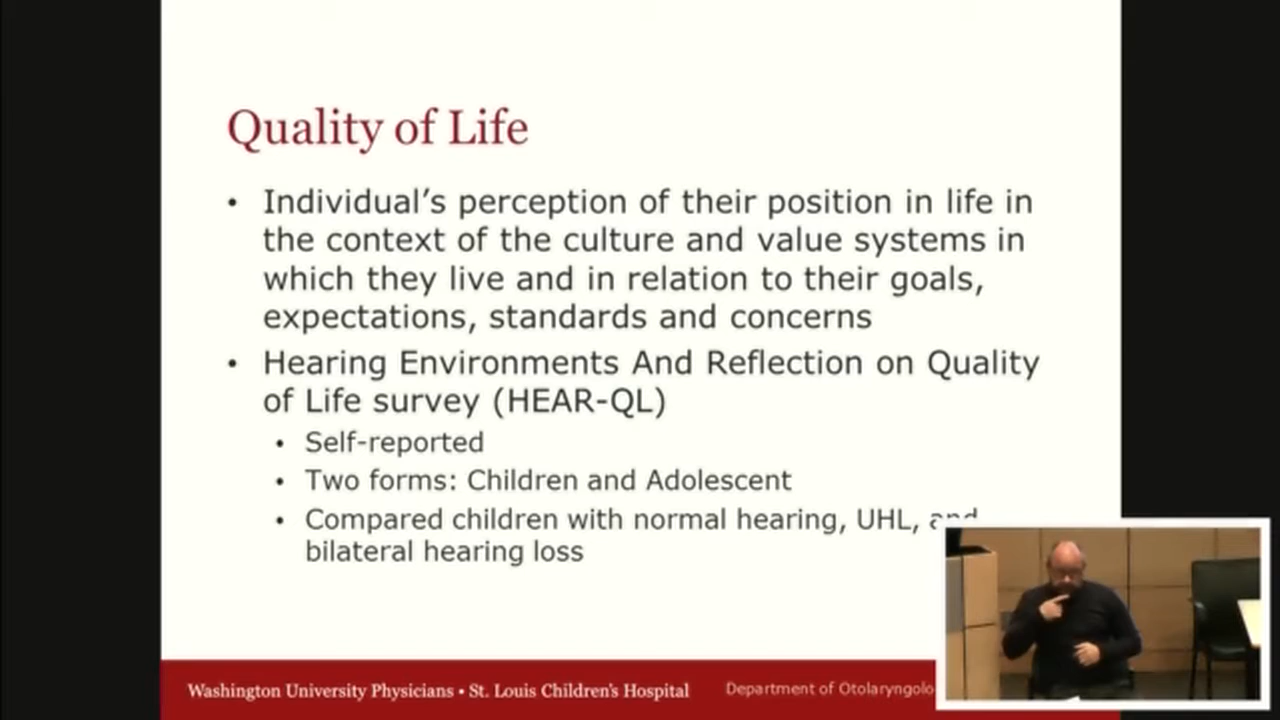 Quality of Life
• Individual’s perception of their position in life in
the context of the culture and value systems in
which they live and in relation to their goals,
expectations, standards and concerns
• Hearing Environments And Reflection on Quality
of Life survey (HEAR-QL)
• Self-reported
• Two forms: Children and Adolescent
• Compared children with normal hearing, UHL, and
bilateral hearing loss
Washington University Physicians • St. Louis Children’s Hospital
Department of